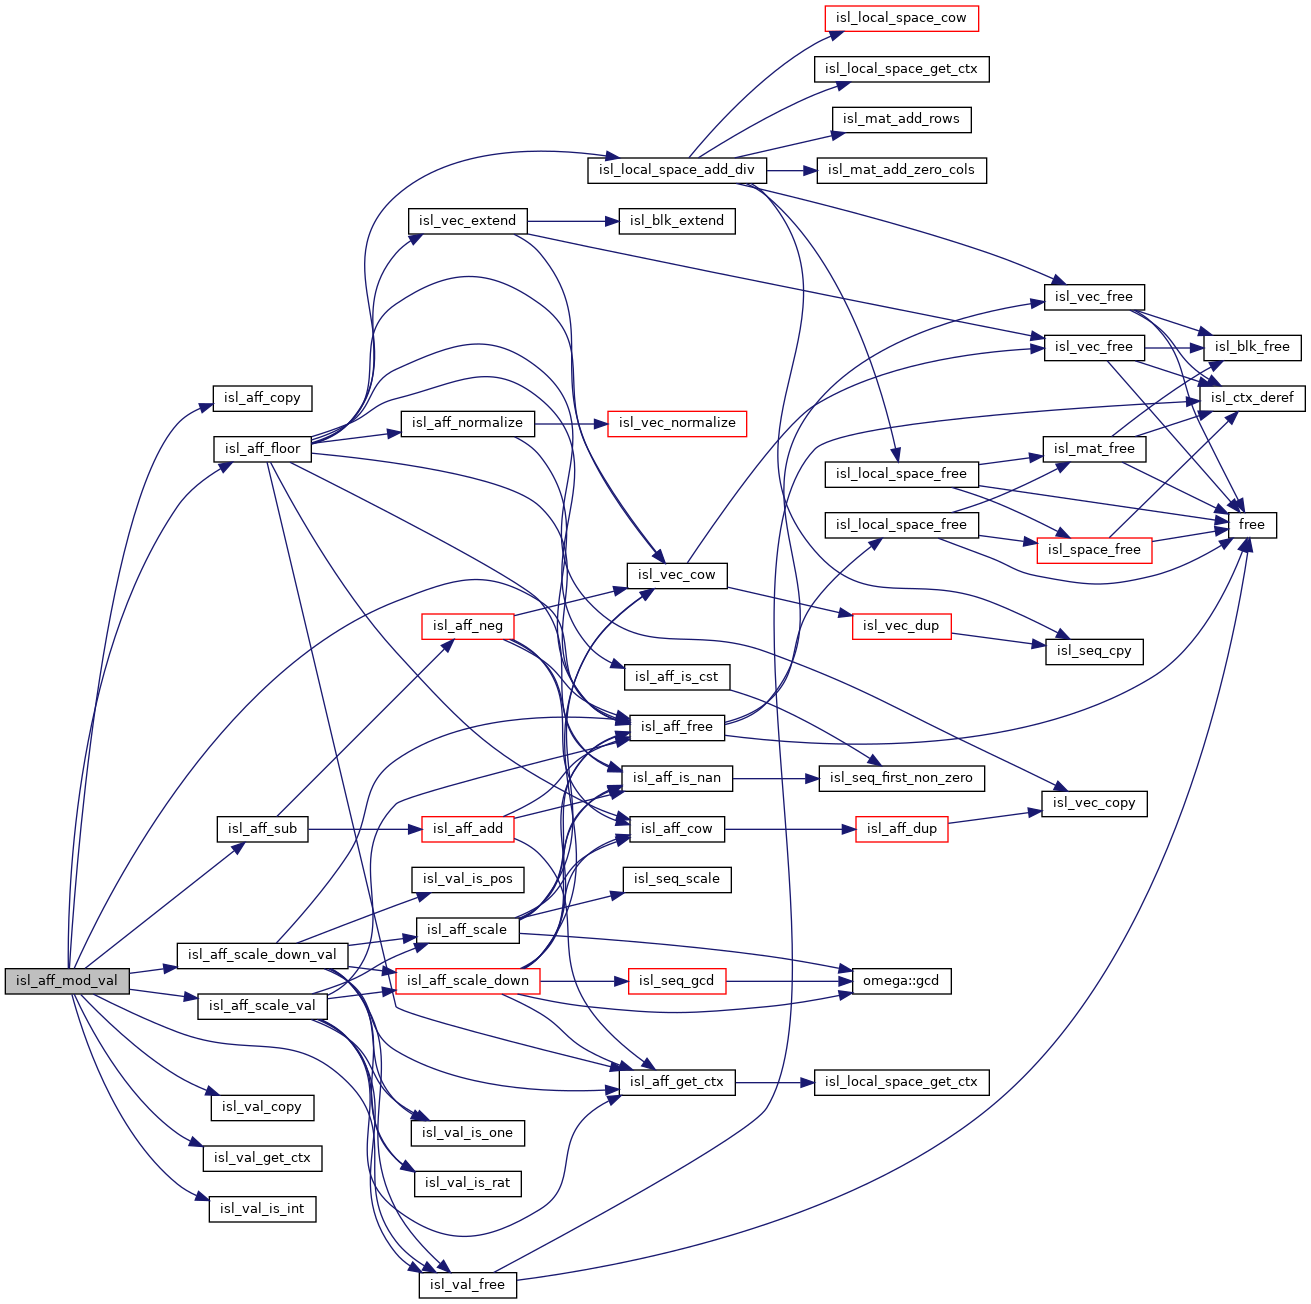 isl_local_space_cow
isl_local_space_get_ctx
isl_mat_add_rows
isl_local_space_add_div
isl_mat_add_zero_cols
isl_vec_extend
isl_blk_extend
isl_vec_free
isl_vec_free
isl_blk_free
isl_aff_copy
isl_ctx_deref
isl_aff_normalize
isl_vec_normalize
isl_aff_floor
isl_mat_free
isl_local_space_free
isl_local_space_free
free
isl_space_free
isl_vec_cow
isl_aff_neg
isl_vec_dup
isl_seq_cpy
isl_aff_is_cst
isl_aff_free
isl_aff_is_nan
isl_seq_first_non_zero
isl_vec_copy
isl_aff_sub
isl_aff_add
isl_aff_cow
isl_aff_dup
isl_val_is_pos
isl_seq_scale
isl_aff_scale
isl_aff_scale_down_val
isl_aff_mod_val
isl_aff_scale_down
isl_seq_gcd
omega::gcd
isl_aff_scale_val
isl_aff_get_ctx
isl_local_space_get_ctx
isl_val_copy
isl_val_is_one
isl_val_get_ctx
isl_val_is_rat
isl_val_is_int
isl_val_free